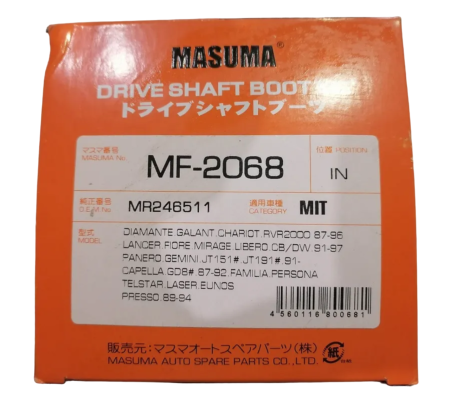 MASUMA®
DRIVE SHAFT BOOT
ドライブシャフトブーツ
マスマ番号 MASUMA No. MF-2068 位置 POSITION IN
純正番号 O.E.M.No. MR246511 適用車種 CATEGORY MIT
型式 MODEL
DIAMANTE.GALANT.CHARIOT.RVR2000 87-96
LANCER.FIORE MIRAGE.LIBERO.CB/DW 91-97
PANERO.GEMINI.JT151#.JT191#.91-
CAPELLA.GD8# 87-92.FAMILIA.PERSONA
TELSTAR.LASER.EUNOS
PRESSO.89-94
4 560116 800681
販売元:マスマオートスペアパーツ(株) 紙
MASUMA AUTO SPARE PARTS CO.,LTD.